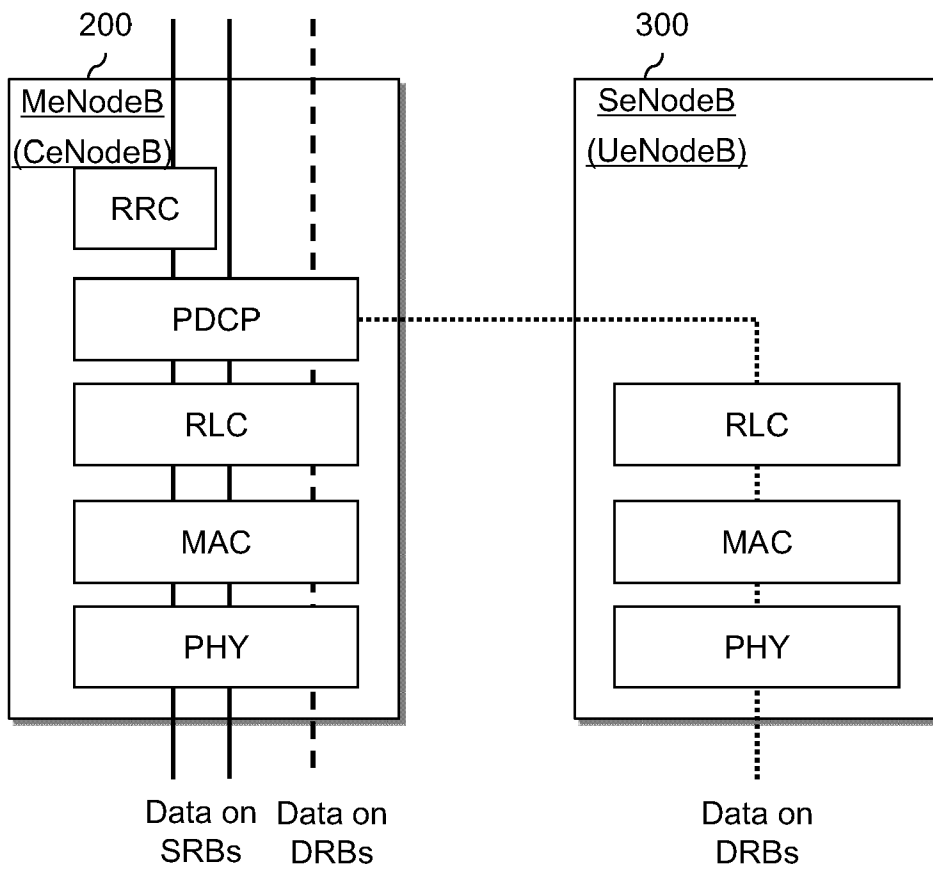 200
300
MeNodeB
(CeNodeB)
SeNodeB
(UeNodeB)
RRC
PDCP
RLC
RLC
MAC
MAC
PHY
PHY
Data on
SRBs
Data on
DRBs
Data on
DRBs